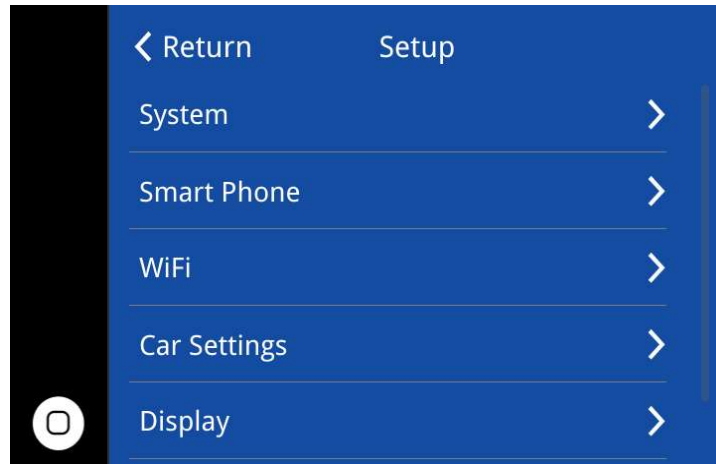 Return Setup
System
Smart Phone
WiFi
Car Settings
Display